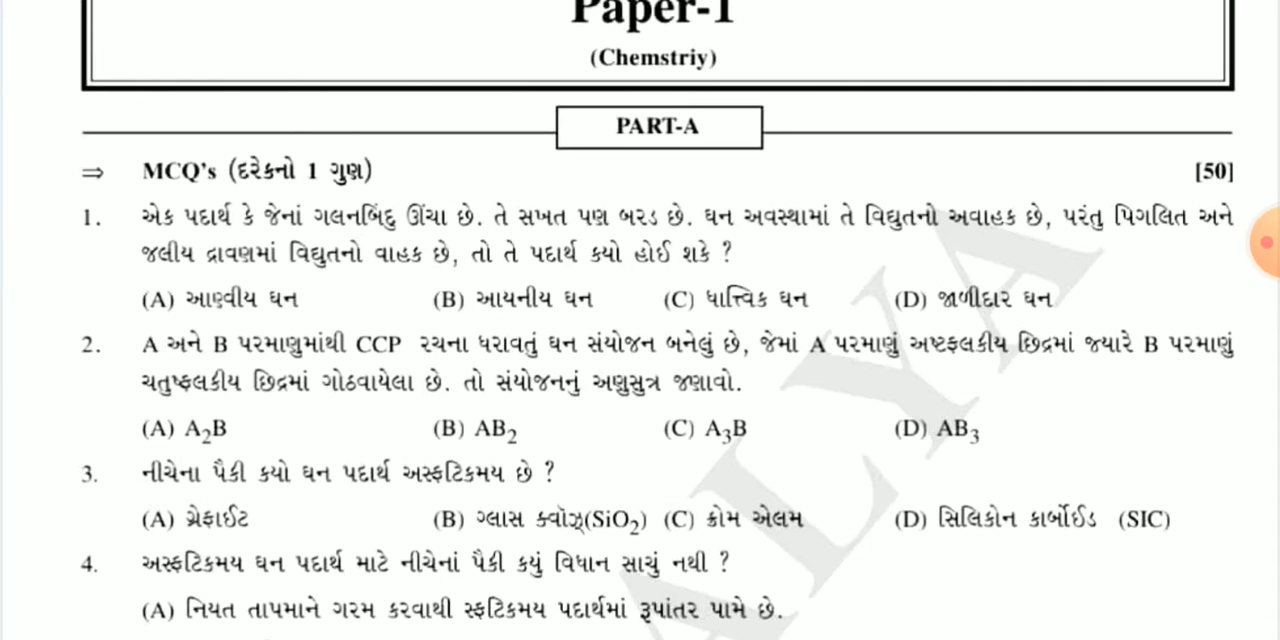 Paper-1
(Chemstriy)
PART-A
⇒ MCQ's (દરેકનો 1 ગુણ) [50]
1. એક પદાર્થ કે જેનાં ગલનબિંદુ ઊંચા છે. તે સખત પણ બરડ છે. ઘન અવસ્થામાં તે વિદ્યુતનો અવાહક છે, પરંતુ પિગલિત અને
જલીય દ્રાવણમાં વિદ્યુતનો વાહક છે, તો તે પદાર્થ કયો હોઈ શકે ?
(A) આણ્વીય ઘન (B) આયનીય ઘન (C) ધાત્ત્વિક ઘન (D) જાળીદાર ઘન
2. A અને B પરમાણુમાંથી CCP રચના ધરાવતું ઘન સંયોજન બનેલું છે, જેમાં A પરમાણું અષ્ટફલકીય છિદ્રમાં જ્યારે B પરમાણું
ચતુષ્ફલકીય છિદ્રમાં ગોઠવાયેલા છે. તો સંયોજનનું અણુસુત્ર જણાવો.
(A) A₂B (B) AB₂ (C) A₃B (D) AB₃
3. નીચેના પૈકી કયો ઘન પદાર્થ અસ્ફટિકમય છે ?
(A) ગ્રેફાઈટ (B) ગ્લાસ ક્વૉઝ્(SiO₂) (C) ક્રોમ એલમ (D) સિલિકોન કાર્બોઈડ (SIC)
4. અસ્ફટિકમય ઘન પદાર્થ માટે નીચેનાં પૈકી કયું વિધાન સાચું નથી ?
(A) નિયત તાપમાને ગરમ કરવાથી સ્ફટિકમય પદાર્થમાં રૂપાંતર પામે છે.
ALYA